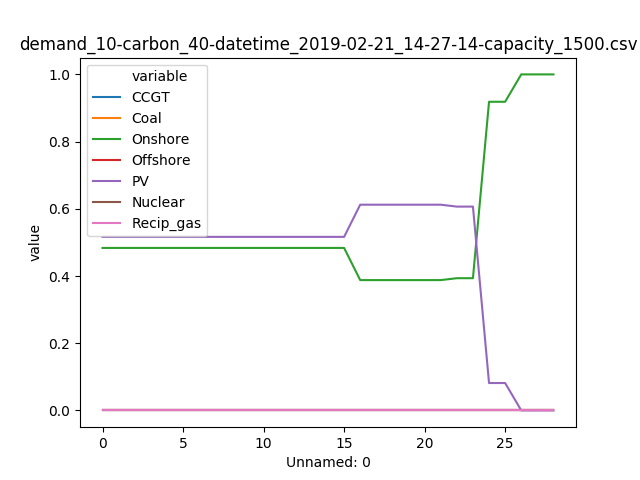 demand_10-carbon_40-datetime_2019-02-21_14-27-14-capacity_1500.csv
variable
CCGT
Coal
Onshore
Offshore
PV
Nuclear
Recip_gas
value
1.0
0.8
0.6
0.4
0.2
0.0
0 5 10 15 20 25
Unnamed: 0